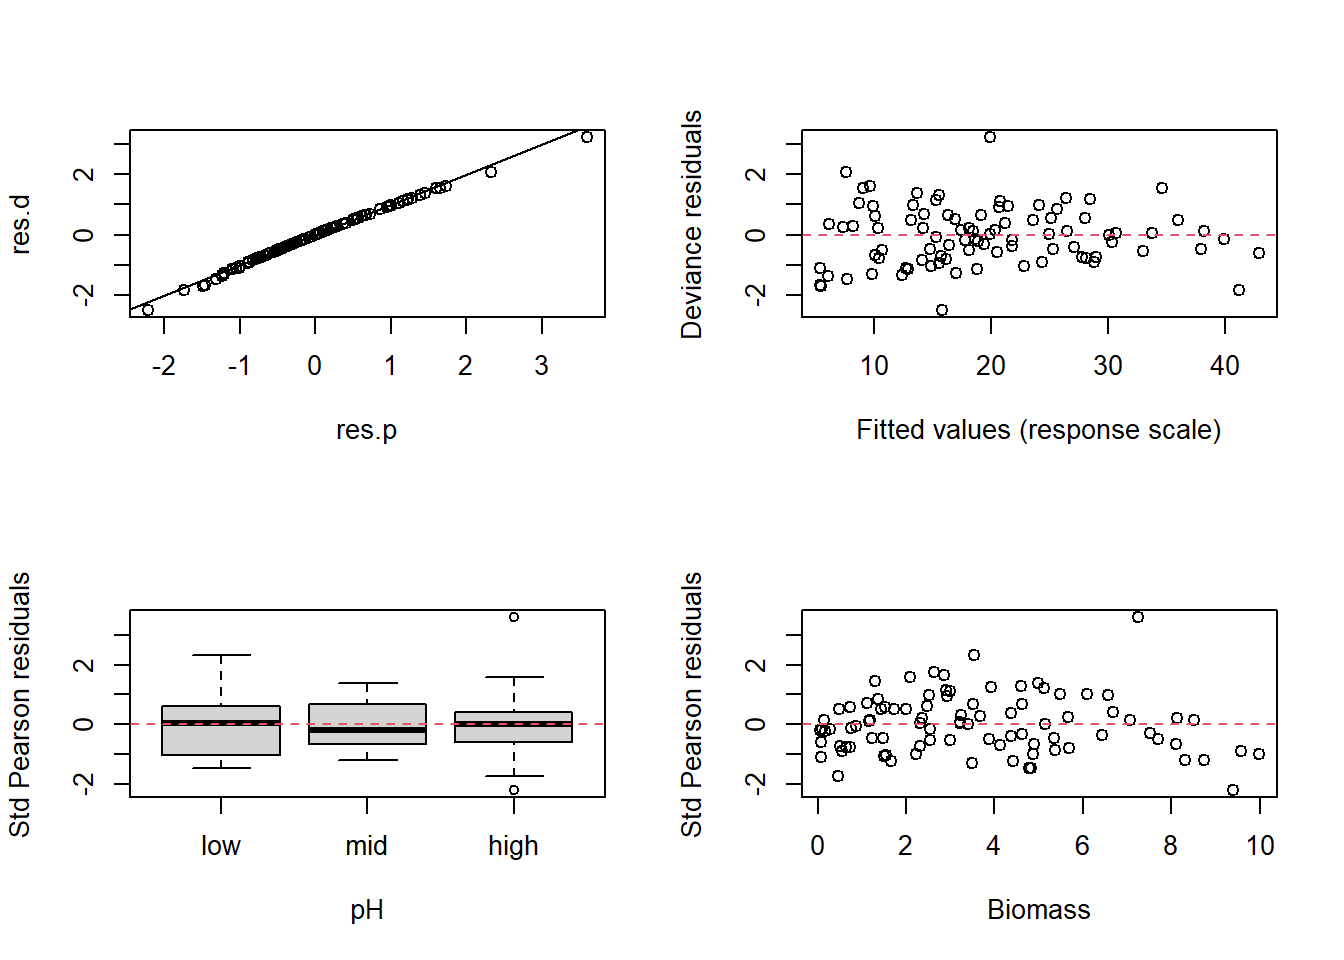 res.d
2
0
-2
-2 -1 0 1 2 3
res.p
Deviance residuals
2
0
-2
10 20 30 40
Fitted values (response scale)
Std Pearson residuals
2
0
-2
low mid high
pH
Std Pearson residuals
2
0
-2
0 2 4 6 8 10
Biomass